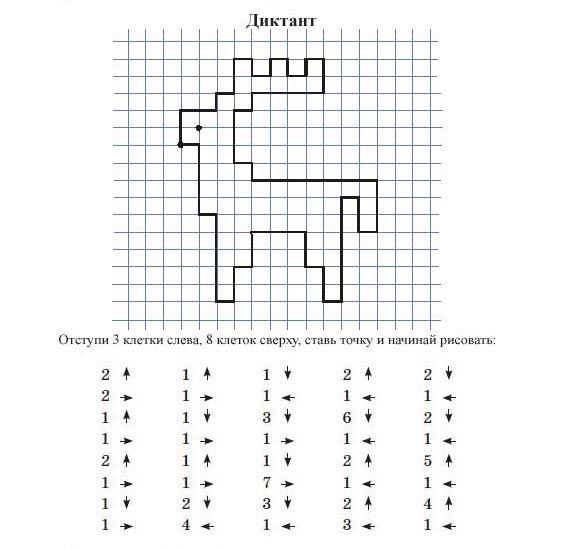 Диктант
Отступи 3 клетки слева, 8 клеток сверху, ставь точку и начинай рисовать:
2 ↑ 1 ↑ 1 ↓ 2 ↑ 2 ↓
2 → 1 → 1 ← 1 ← 1 ←
1 ↑ 1 ↓ 3 ↓ 6 ↓ 2 ↓
1 → 1 → 1 → 1 ← 1 ←
2 ↑ 1 ↑ 1 ↓ 2 ↑ 5 ↑
1 → 1 → 7 → 1 ← 1 ←
1 ↓ 2 ↓ 3 ↓ 2 ↑ 4 ↑
1 → 4 ← 1 ← 3 ← 1 ←